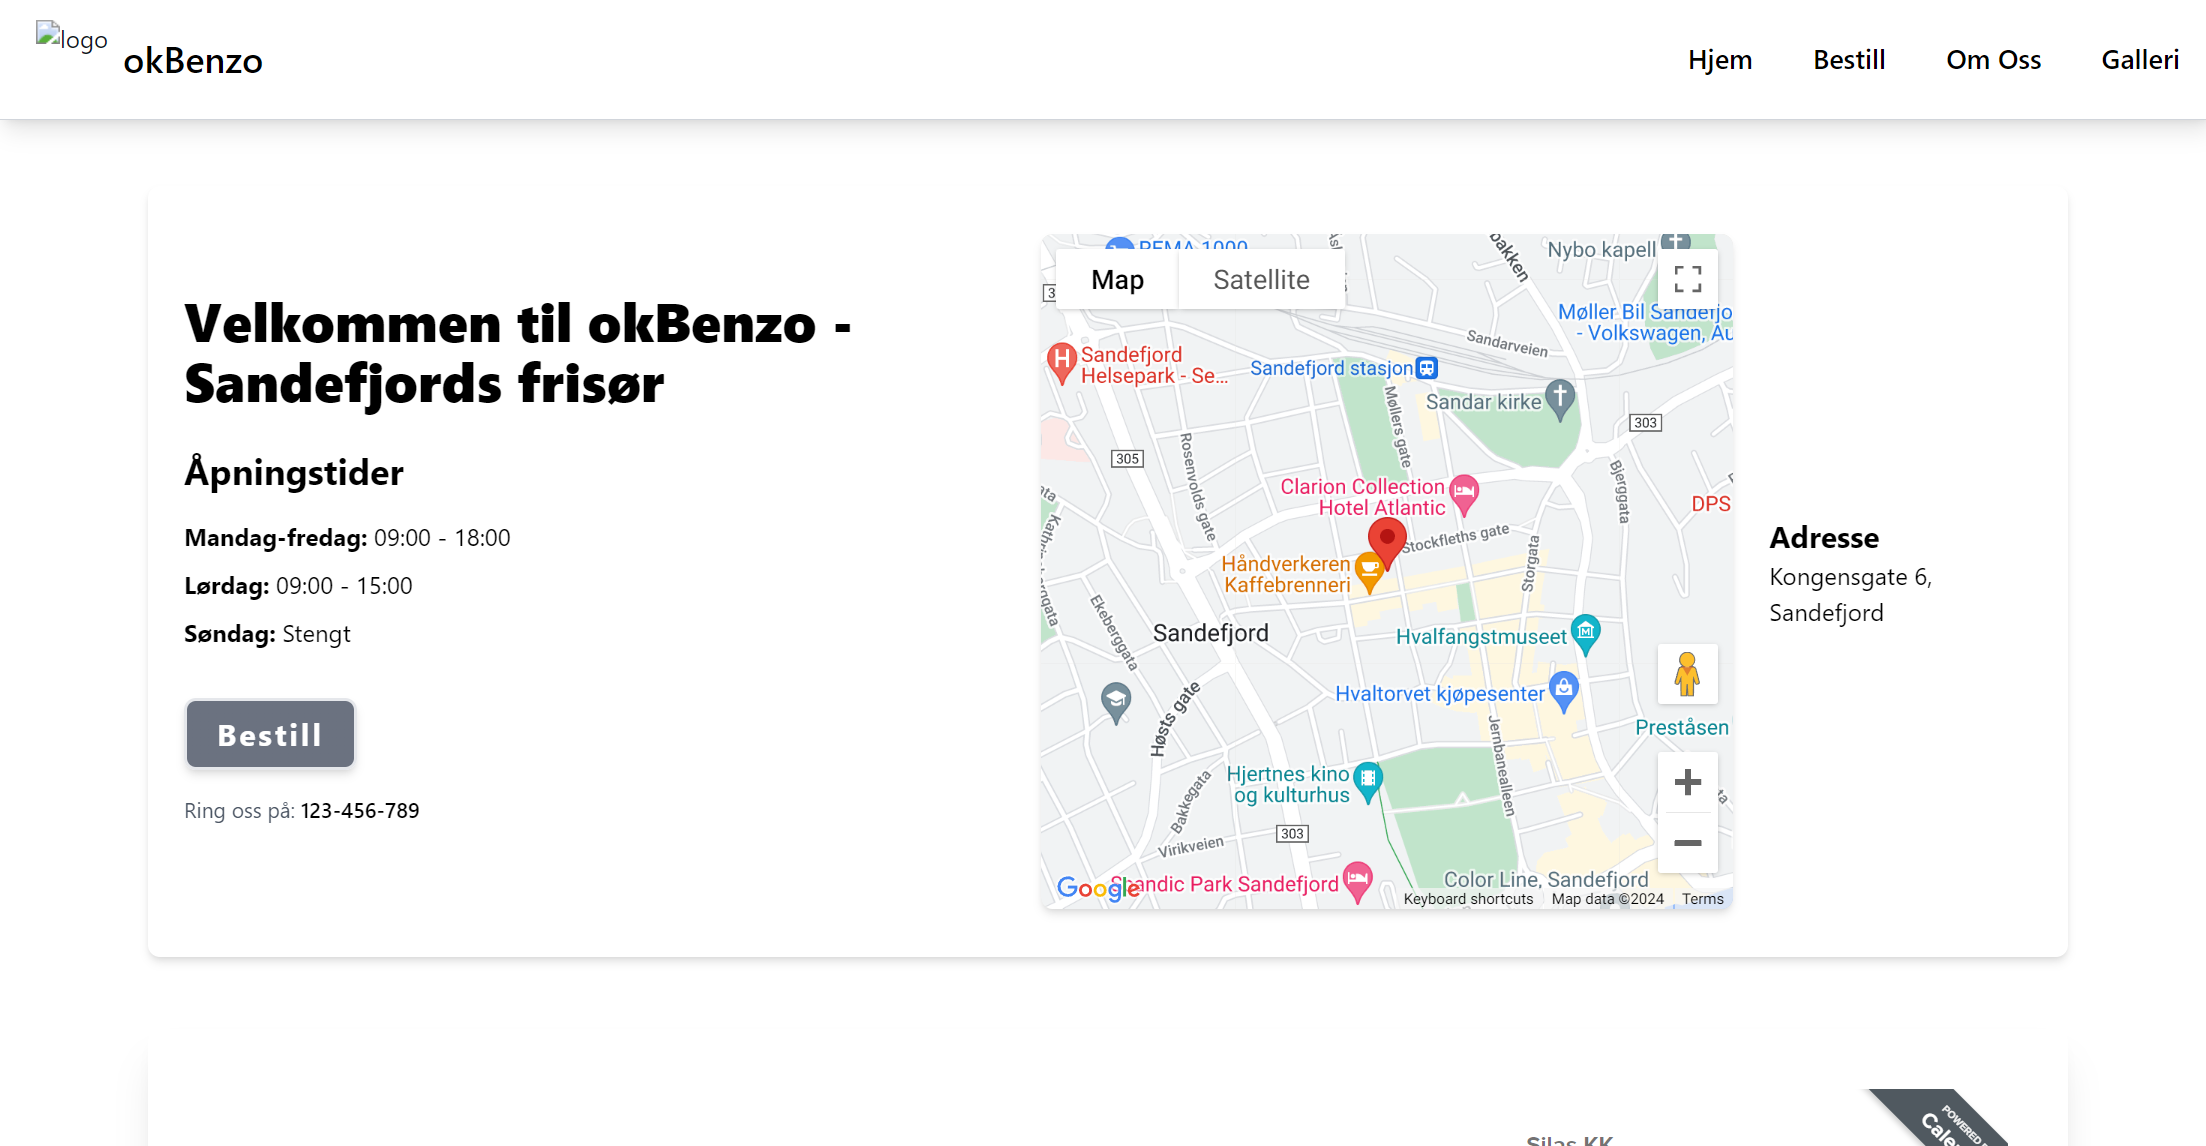 logo
okBenzo
Hjem
Bestill
Om Oss
Galleri
Velkommen til okBenzo -
Sandefjords frisør
Åpningstider
Mandag-fredag: 09:00 - 18:00
Lørdag: 09:00 - 15:00
Søndag: Stengt
Bestill
Ring oss på: 123-456-789
REMA 1000
Map
Satellite
bakken
Nybo kapell
Møller Bil Sandefjo
- Volkswagen, Au
Sandarveien
Sandefjord
Helsepark - Se...
Sandefjord stasjon
Sandar kirke
Møllers gate
303
305
Rosenvolds gate
Bjerggata
Clarion Collection
Hotel Atlantic
DPS
Stockfleths gate
Håndverkeren
Kaffebrenneri
Storgata
Ekeberggata
Sandefjord
Hvalfangstmuseet
Hvaltorvet kjøpesenter
Høsts gate
Preståsen
Jernbanealleen
Hjertnes kino
og kulturhus
Bakkegata
303
Virikveien
Google
Scandic Park Sandefjord
Color Line, Sandefjord
Keyboard shortcuts
Map data ©2024
Terms
Adresse
Kongensgate 6,
Sandefjord
Silas KK
POWERED